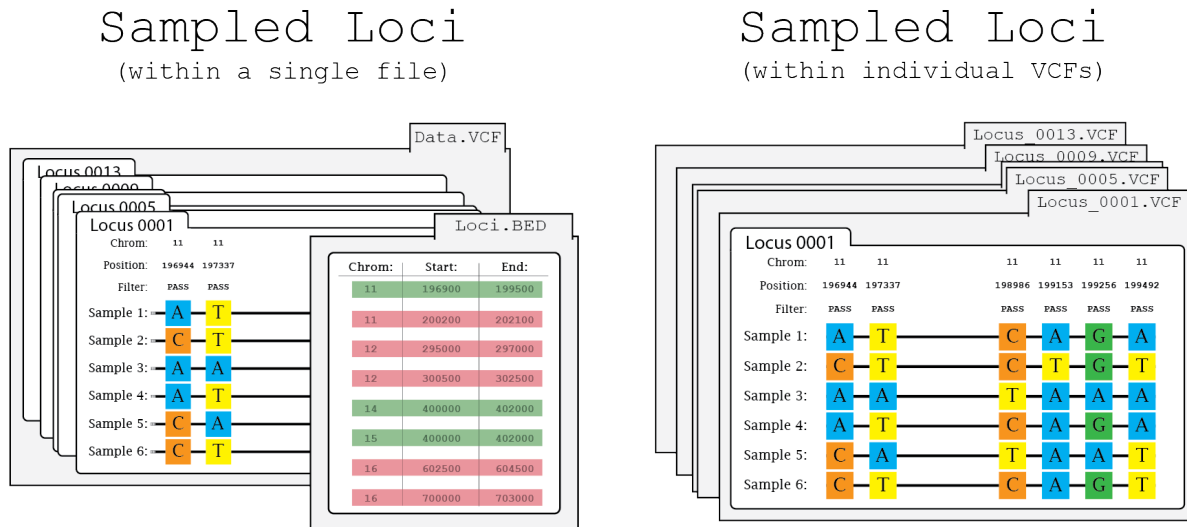 Sampled Loci
(within a single file)
Data.VCF
Locus 0013
Locus 0009
Locus 0005
Locus 0001
Chrom: 11 11
Position: 196944 197337
Filter: PASS PASS
Sample 1: A T
Sample 2: C T
Sample 3: A A
Sample 4: A T
Sample 5: C A
Sample 6: C T
Loci.BED
Chrom: Start: End:
11 196900 199500
11 200200 202100
12 295000 297000
12 300500 302500
14 400000 402000
15 400000 402000
16 602500 604500
16 700000 703000
Sampled Loci
(within individual VCFs)
Locus_0013.VCF
Locus_0009.VCF
Locus_0005.VCF
Locus_0001.VCF
Locus 0001
Chrom: 11 11 11 11 11 11
Position: 196944 197337 198986 199153 199256 199492
Filter: PASS PASS PASS PASS PASS PASS
Sample 1: A T C A G A
Sample 2: C T C T G T
Sample 3: A A T A A A
Sample 4: A T C A G A
Sample 5: C A T A A T
Sample 6: C T C A G T